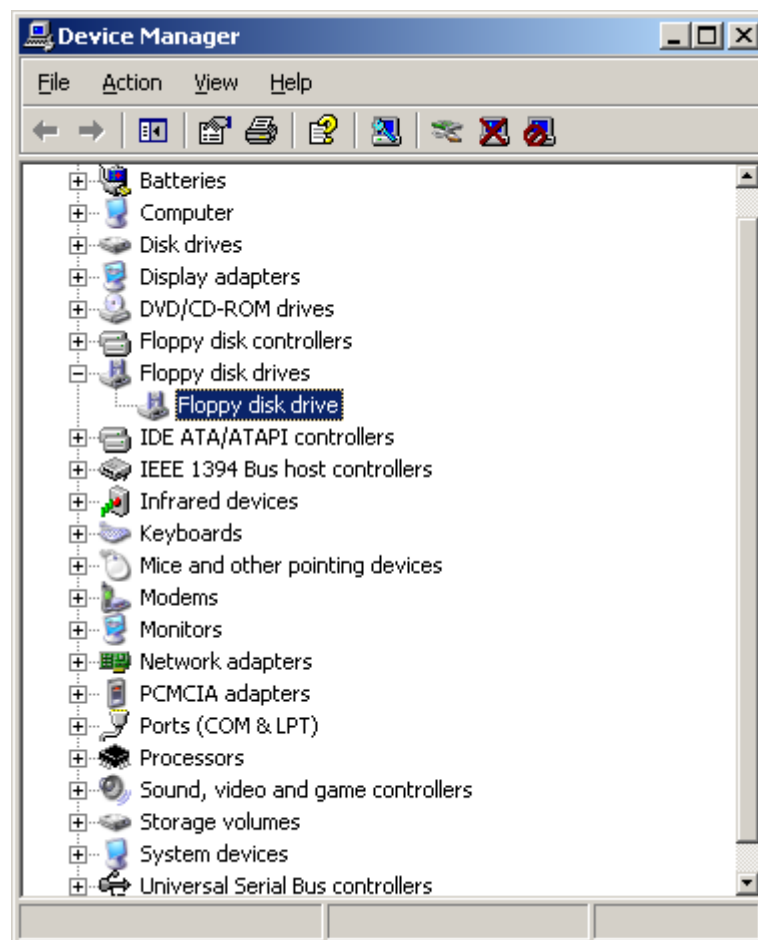 Device Manager
File Action View Help
Batteries
Computer
Disk drives
Display adapters
DVD/CD-ROM drives
Floppy disk controllers
Floppy disk drives
Floppy disk drive
IDE ATA/ATAPI controllers
IEEE 1394 Bus host controllers
Infrared devices
Keyboards
Mice and other pointing devices
Modems
Monitors
Network adapters
PCMCIA adapters
Ports (COM & LPT)
Processors
Sound, video and game controllers
Storage volumes
System devices
Universal Serial Bus controllers